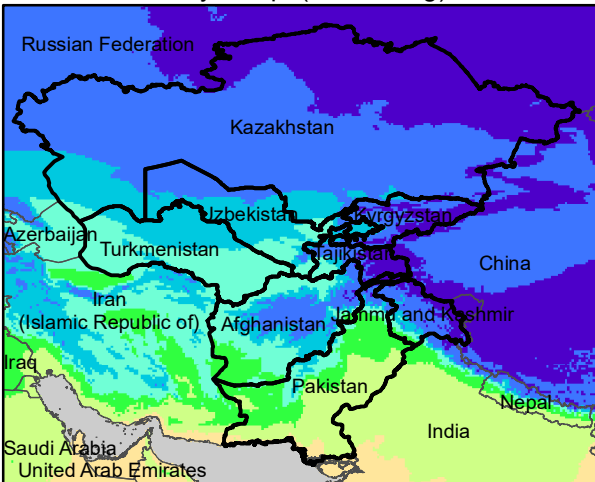 Russian Federation
Kazakhstan
Uzbekistan
Kyrgyzstan
Azerbaijan
Turkmenistan
Tajikistan
China
Iran
(Islamic Republic of)
Afghanistan
Jammu and Kashmir
Iraq
Pakistan
Nepal
India
Saudi Arabia
United Arab Emirates